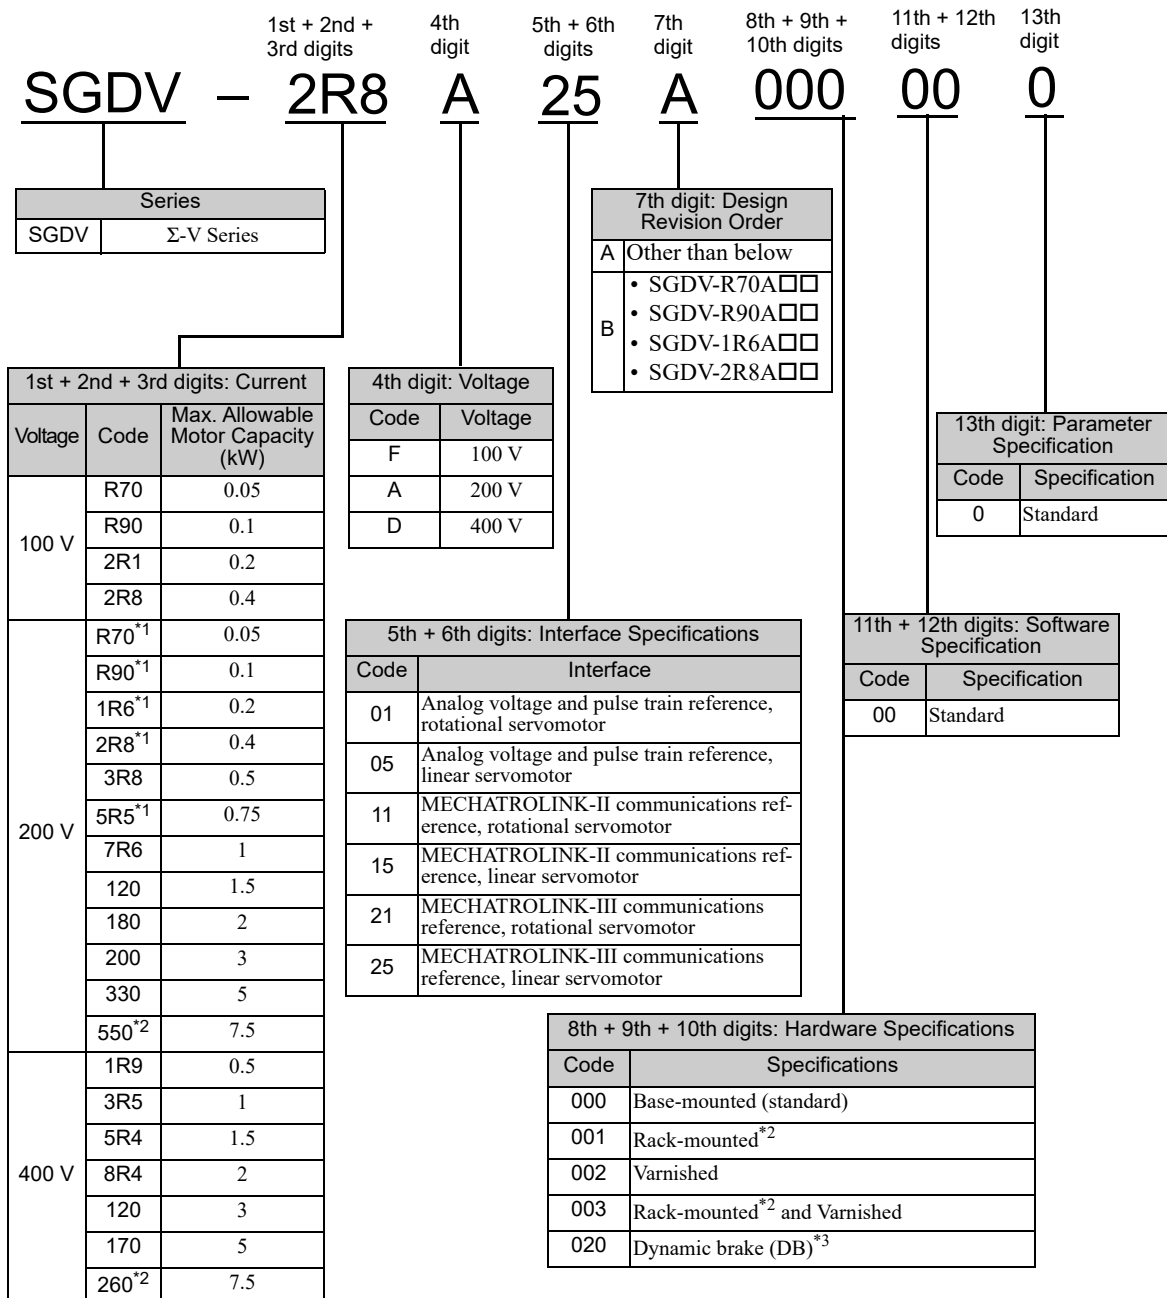 1st + 2nd +
3rd digits
4th
digit
5th + 6th
digits
7th
digit
8th + 9th +
10th digits
11th + 12th
digits
13th
digit
SGDV – 2R8 A 25 A 000 00 0
Series
SGDV Σ-V Series
7th digit: Design
Revision Order
A Other than below
B
• SGDV-R70A□□
• SGDV-R90A□□
• SGDV-1R6A□□
• SGDV-2R8A□□
1st + 2nd + 3rd digits: Current
Voltage Code Max. Allowable
Motor Capacity
(kW)
100 V
R70 0.05
R90 0.1
2R1 0.2
2R8 0.4
200 V
R70*1 0.05
R90*1 0.1
1R6*1 0.2
2R8*1 0.4
3R8 0.5
5R5*1 0.75
7R6 1
120 1.5
180 2
200 3
330 5
550*2 7.5
400 V
1R9 0.5
3R5 1
5R4 1.5
8R4 2
120 3
170 5
260*2 7.5
4th digit: Voltage
Code Voltage
F 100 V
A 200 V
D 400 V
13th digit: Parameter
Specification
Code Specification
0 Standard
5th + 6th digits: Interface Specifications
Code Interface
01 Analog voltage and pulse train reference,
rotational servomotor
05 Analog voltage and pulse train reference,
linear servomotor
11 MECHATROLINK-II communications ref-
erence, rotational servomotor
15 MECHATROLINK-II communications ref-
erence, linear servomotor
21 MECHATROLINK-III communications
reference, rotational servomotor
25 MECHATROLINK-III communications
reference, linear servomotor
11th + 12th digits: Software
Specification
Code Specification
00 Standard
8th + 9th + 10th digits: Hardware Specifications
Code Specifications
000 Base-mounted (standard)
001 Rack-mounted*2
002 Varnished
003 Rack-mounted*2 and Varnished
020 Dynamic brake (DB)*3